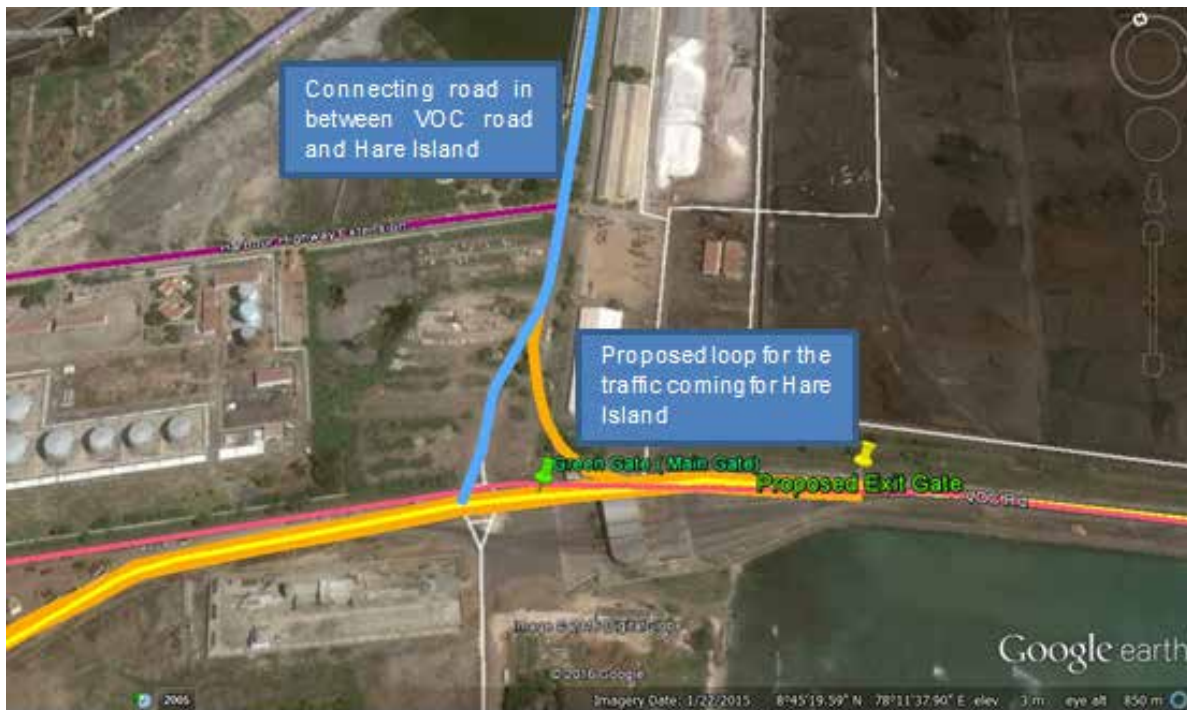 Connecting road in
between VOC road
and Hare Island
Harbour Highway Extension
Proposed loop for the
traffic coming for Hare
Island
Green Gate ( Main Gate)
Proposed Exit Gate
VOC Rd
Google earth
© 2016 Google
2005
Imagery Date: 1/22/2015 8°45'19.59" N 78°11'37.90" E elev 3 m eye alt 850 m